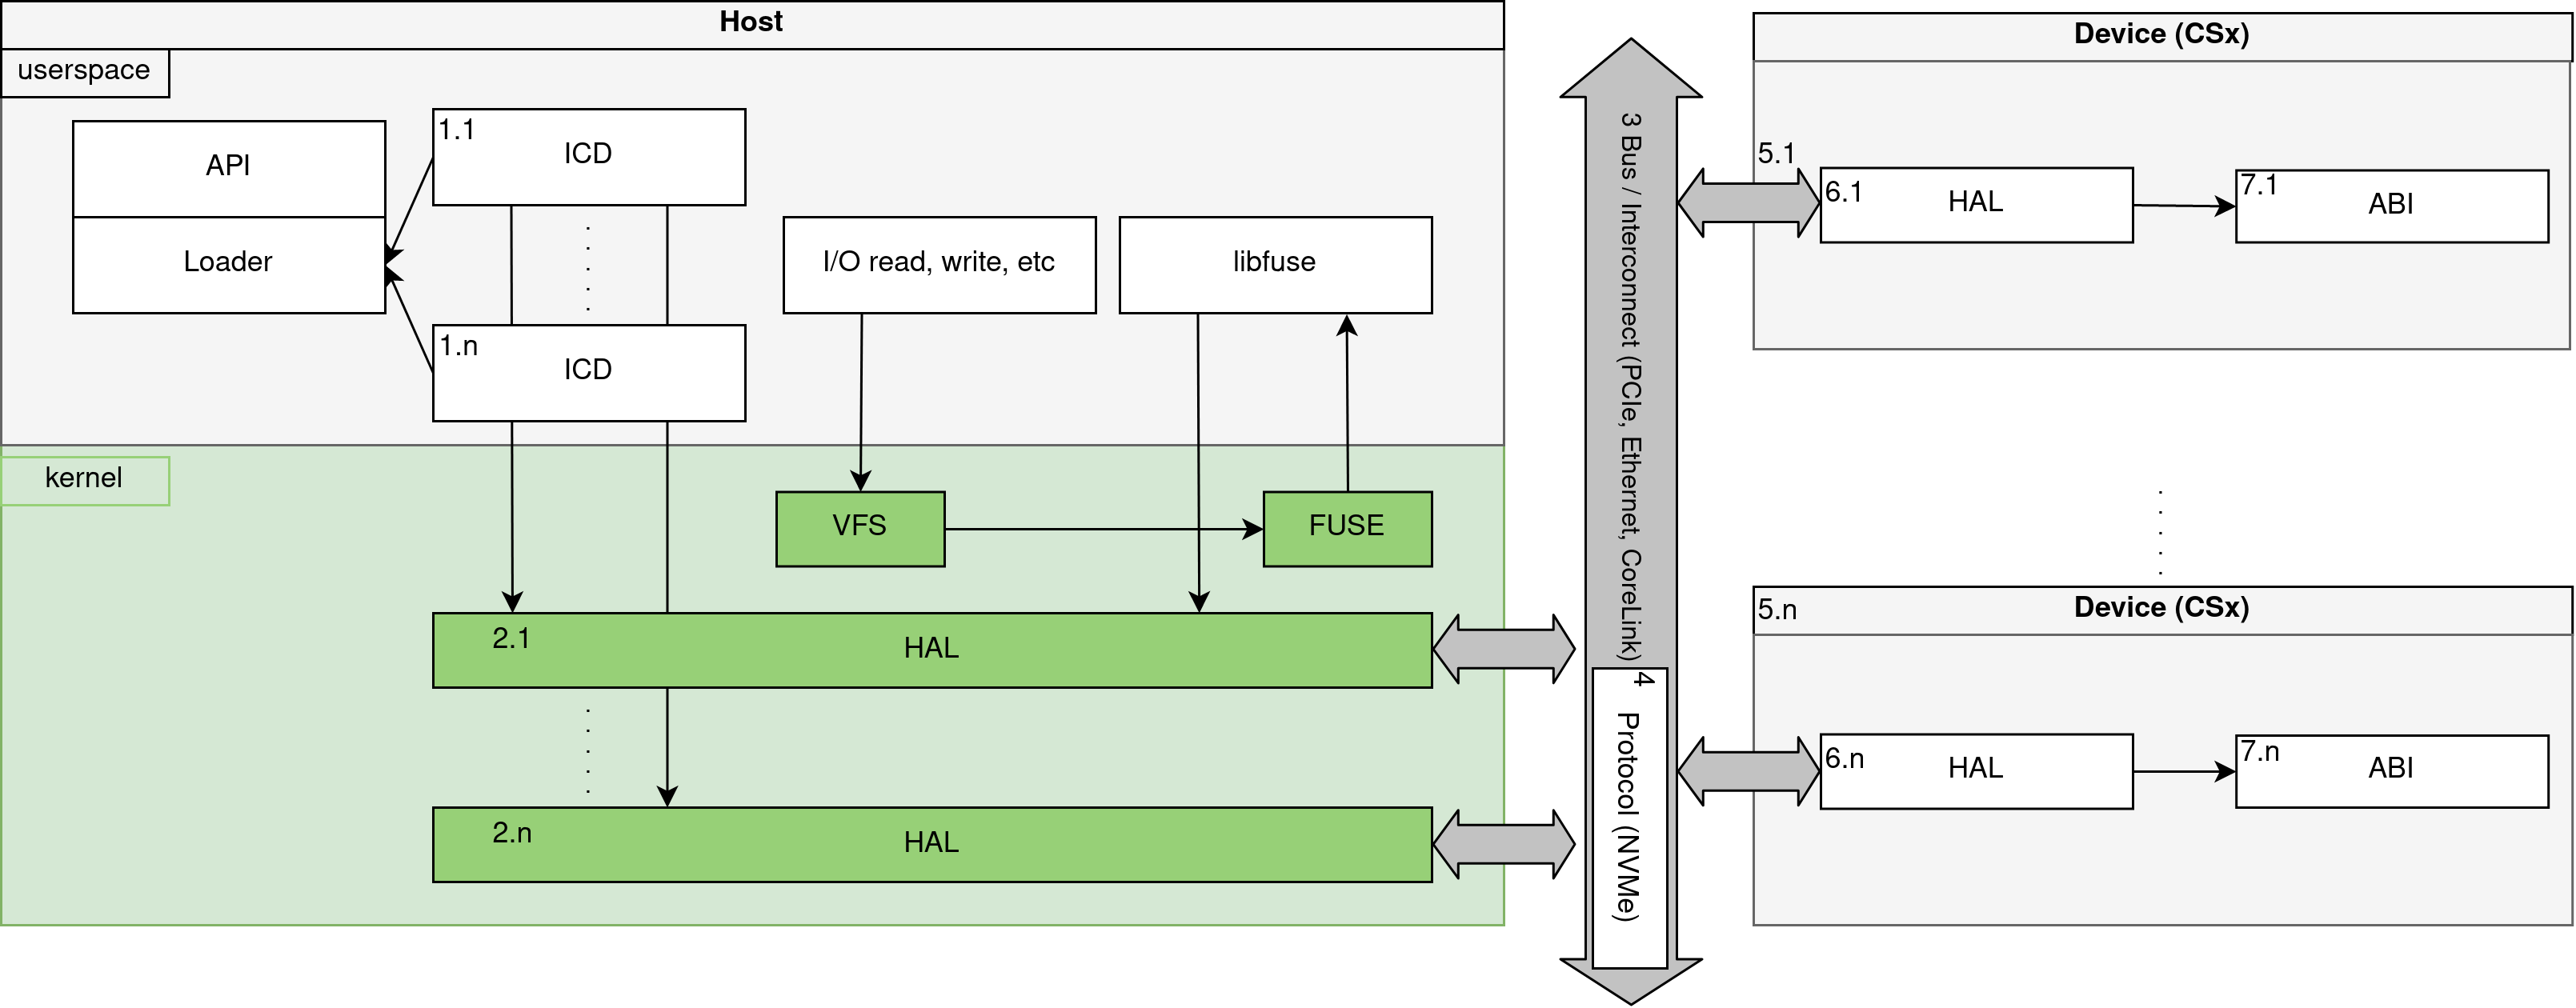 Host
userspace
API
Loader
1.1
ICD
1.n
ICD
I/O read, write, etc
libfuse
kernel
VFS
FUSE
2.1
HAL
2.n
HAL
3 Bus / Interconnect (PCIe, Ethernet, CoreLink)
4
Protocol (NVMe)
Device (CSx)
5.1
6.1
HAL
7.1
ABI
5.n
Device (CSx)
6.n
HAL
7.n
ABI